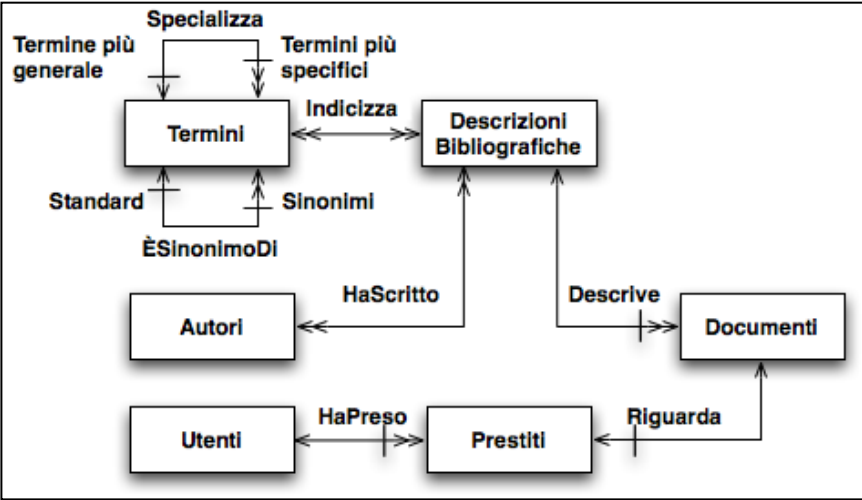 Specializza
Termine più
generale
Termini più
specifici
Indicizza
Termini
Descrizioni
Bibliografiche
Standard
Sinonimi
ÈSinonimoDi
HaScritto
Descrive
Autori
Documenti
HaPreso
Riguarda
Utenti
Prestiti